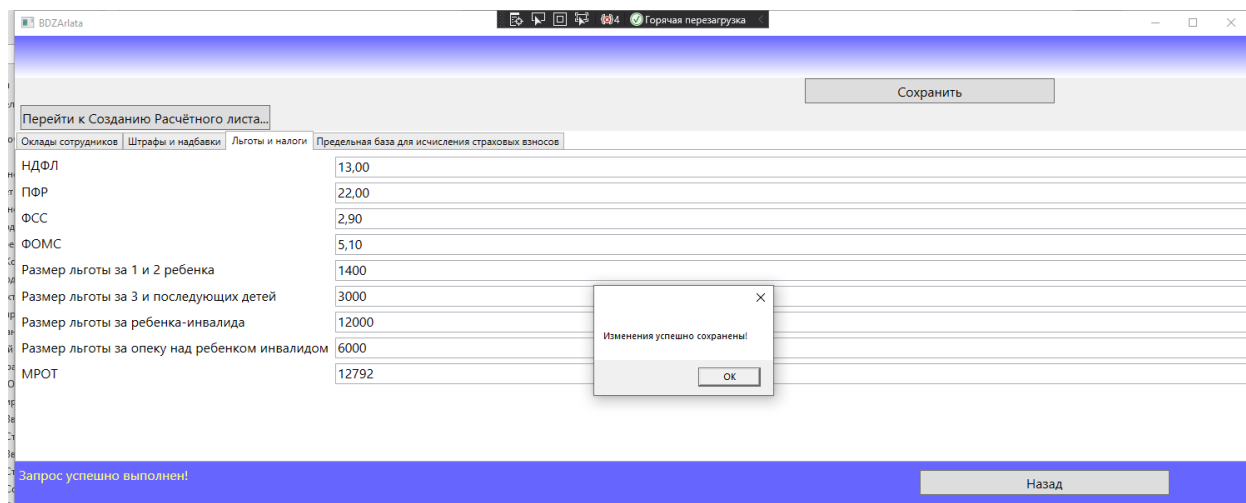 BDZArlata
4 Горячая перезагрузка
Сохранить
Перейти к Созданию Расчётного листа...
Оклады сотрудников Штрафы и надбавки Льготы и налоги Предельная база для исчисления страховых взносов
НДФЛ 13,00
ПФР 22,00
ФСС 2,90
ФОМС 5,10
Размер льготы за 1 и 2 ребенка 1400
Размер льготы за 3 и последующих детей 3000
Размер льготы за ребенка-инвалида 12000
Размер льготы за опеку над ребенком инвалидом 6000
МРОТ 12792
Изменения успешно сохранены!
ОК
Запрос успешно выполнен!
Назад